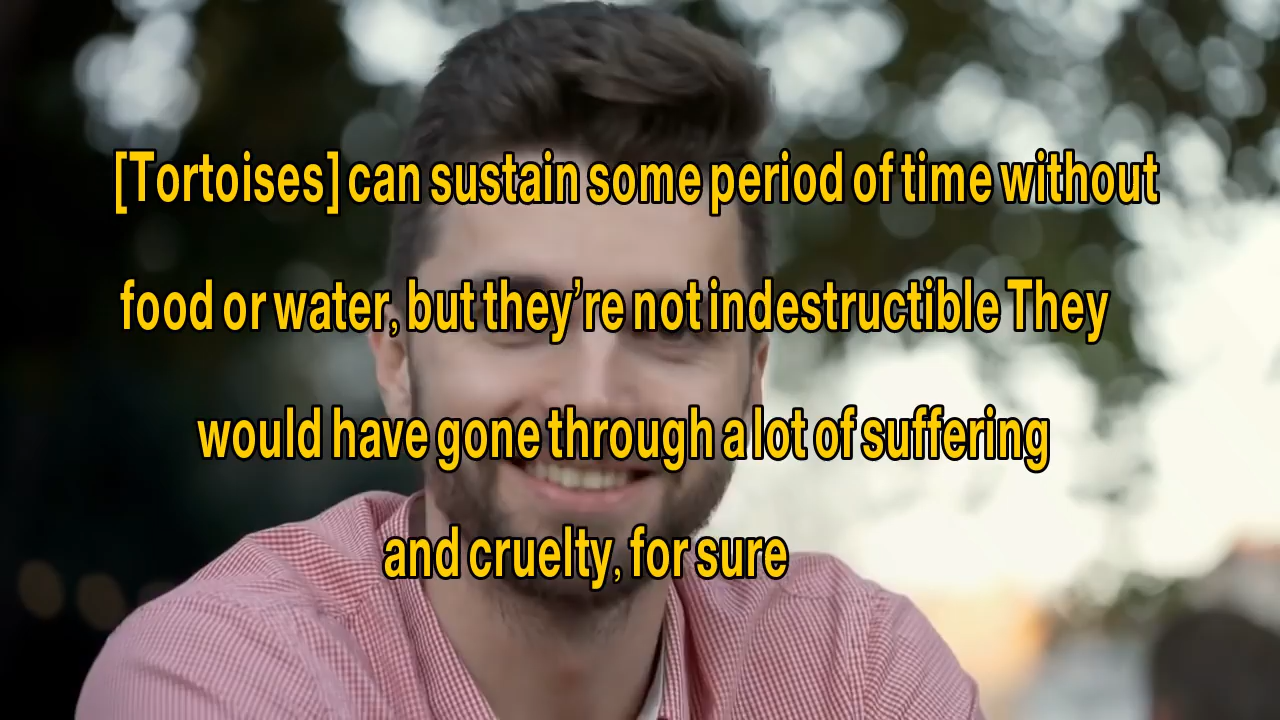 [Tortoises] can sustain some period of time without
food or water, but they’re not indestructible They
would have gone through a lot of suffering
and cruelty, for sure